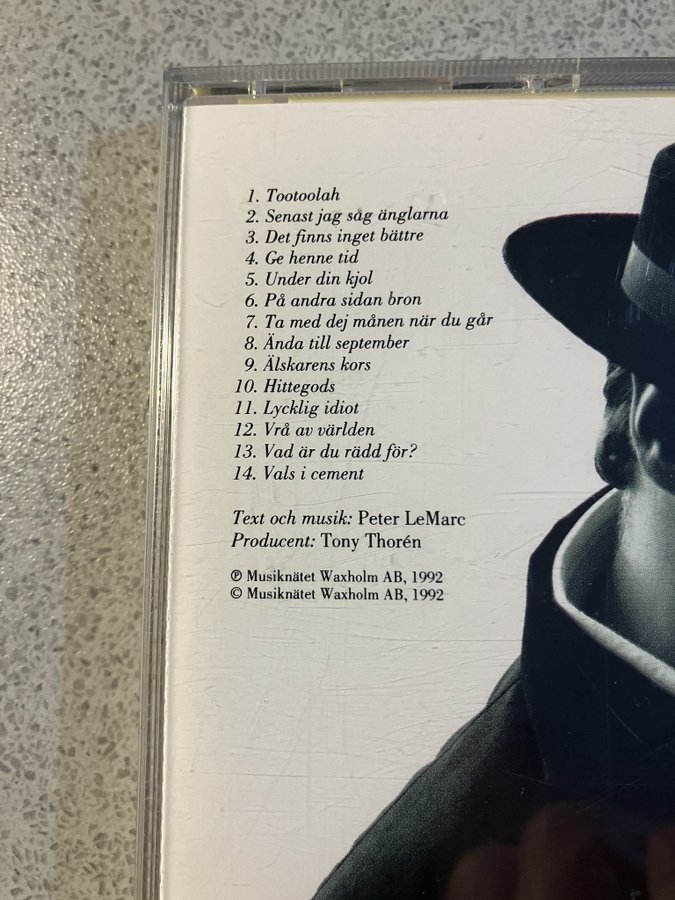 1. Tootoolah
2. Senast jag såg änglarna
3. Det finns inget bättre
4. Ge henne tid
5. Under din kjol
6. På andra sidan bron
7. Ta med dej månen när du går
8. Ända till september
9. Älskarens kors
10. Hittegods
11. Lycklig idiot
12. Vrå av världen
13. Vad är du rädd för?
14. Vals i cement
Text och musik: Peter LeMarc
Producent: Tony Thorén
℗ Musiknätet Waxholm AB, 1992
© Musiknätet Waxholm AB, 1992